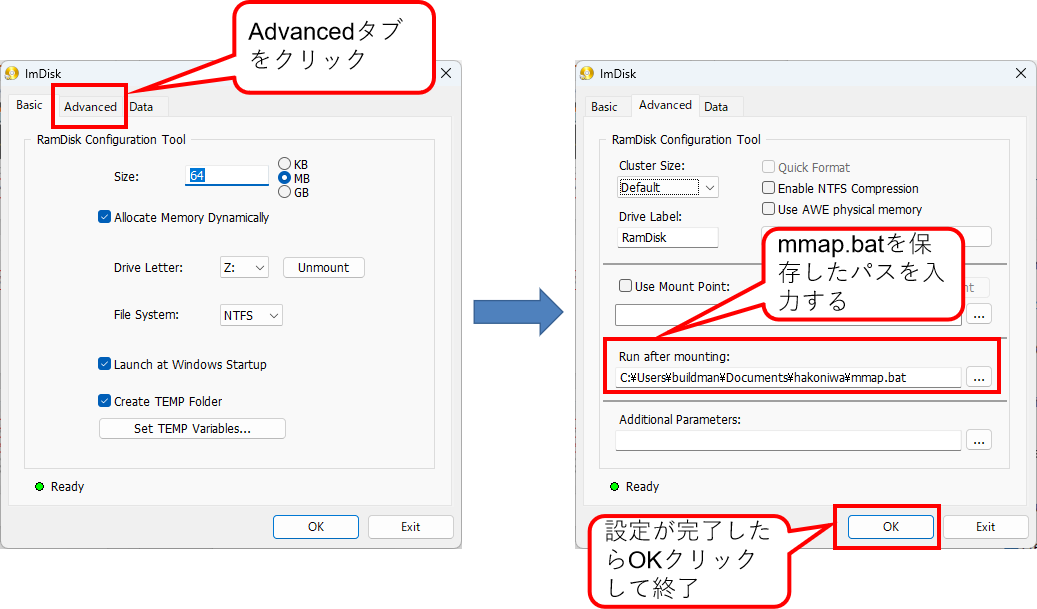 Advancedタブ
をクリック
ImDisk
Basic
Advanced
Data
RamDisk Configuration Tool
Size:
64
KB
MB
GB
Allocate Memory Dynamically
Drive Letter:
Z:
Unmount
File System:
NTFS
Launch at Windows Startup
Create TEMP Folder
Set TEMP Variables...
Ready
OK
Exit
ImDisk
Basic
Advanced
Data
RamDisk Configuration Tool
Cluster Size:
Quick Format
Default
Enable NTFS Compression
Use AWE physical memory
Drive Label:
RamDisk
mmap.batを保
存したパスを入
力する
Use Mount Point:
...
Run after mounting:
C:¥Users¥buildman¥Documents¥hakoniwa¥mmap.bat
...
Additional Parameters:
...
Ready
設定が完了した
らOKクリック
して終了
OK
Exit